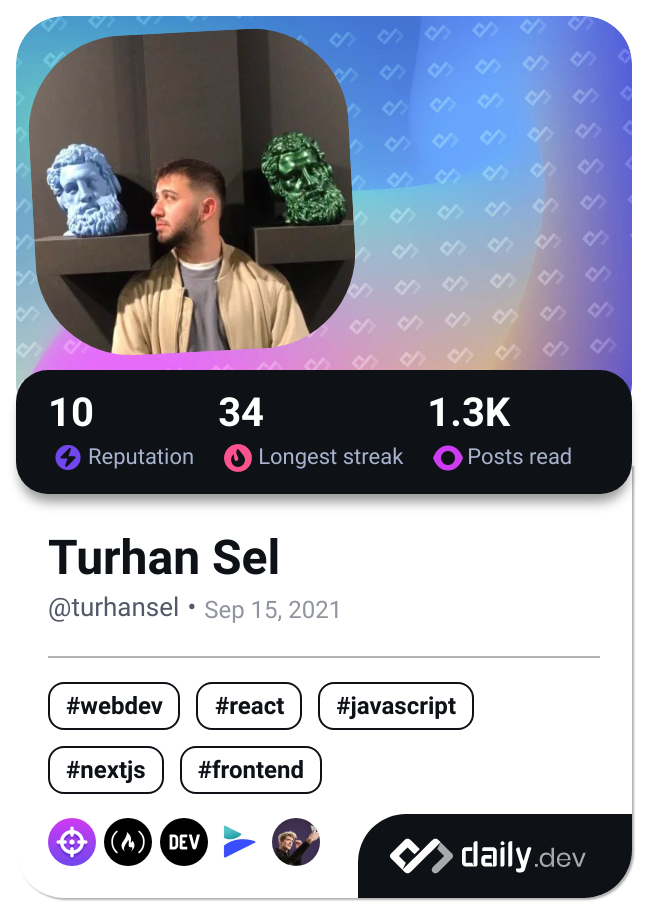 10 34 1.3K
Reputation Longest streak Posts read
Turhan Sel
@turhansel • Sep 15, 2021
#webdev #react #javascript
#nextjs #frontend
DEV
daily.dev